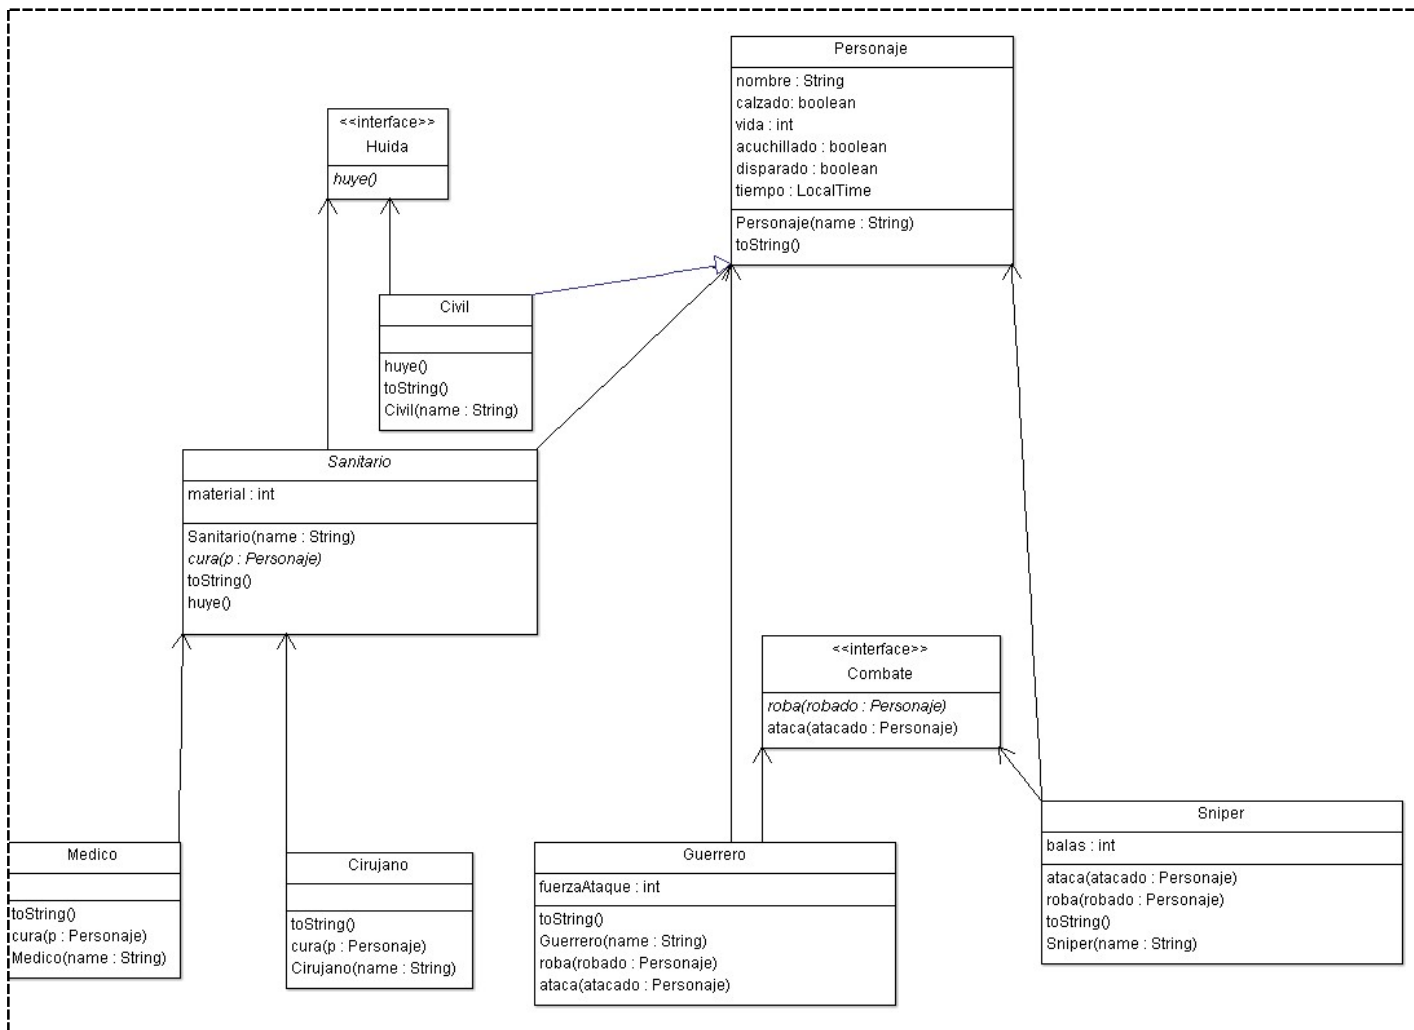 Personaje
nombre : String
calzado: boolean
vida : int
acuchillado : boolean
disparado : boolean
tiempo : LocalTime
Personaje(name : String)
toString()
<<interface>>
Huida
huye()
Civil
huye()
toString()
Civil(name : String)
Sanitario
material : int
Sanitario(name : String)
cura(p : Personaje)
toString()
huye()
<<interface>>
Combate
roba(robado : Personaje)
ataca(atacado : Personaje)
Medico
toString()
cura(p : Personaje)
Medico(name : String)
Cirujano
toString()
cura(p : Personaje)
Cirujano(name : String)
Guerrero
fuerzaAtaque : int
toString()
Guerrero(name : String)
roba(robado : Personaje)
ataca(atacado : Personaje)
Sniper
balas : int
ataca(atacado : Personaje)
roba(robado : Personaje)
toString()
Sniper(name : String)